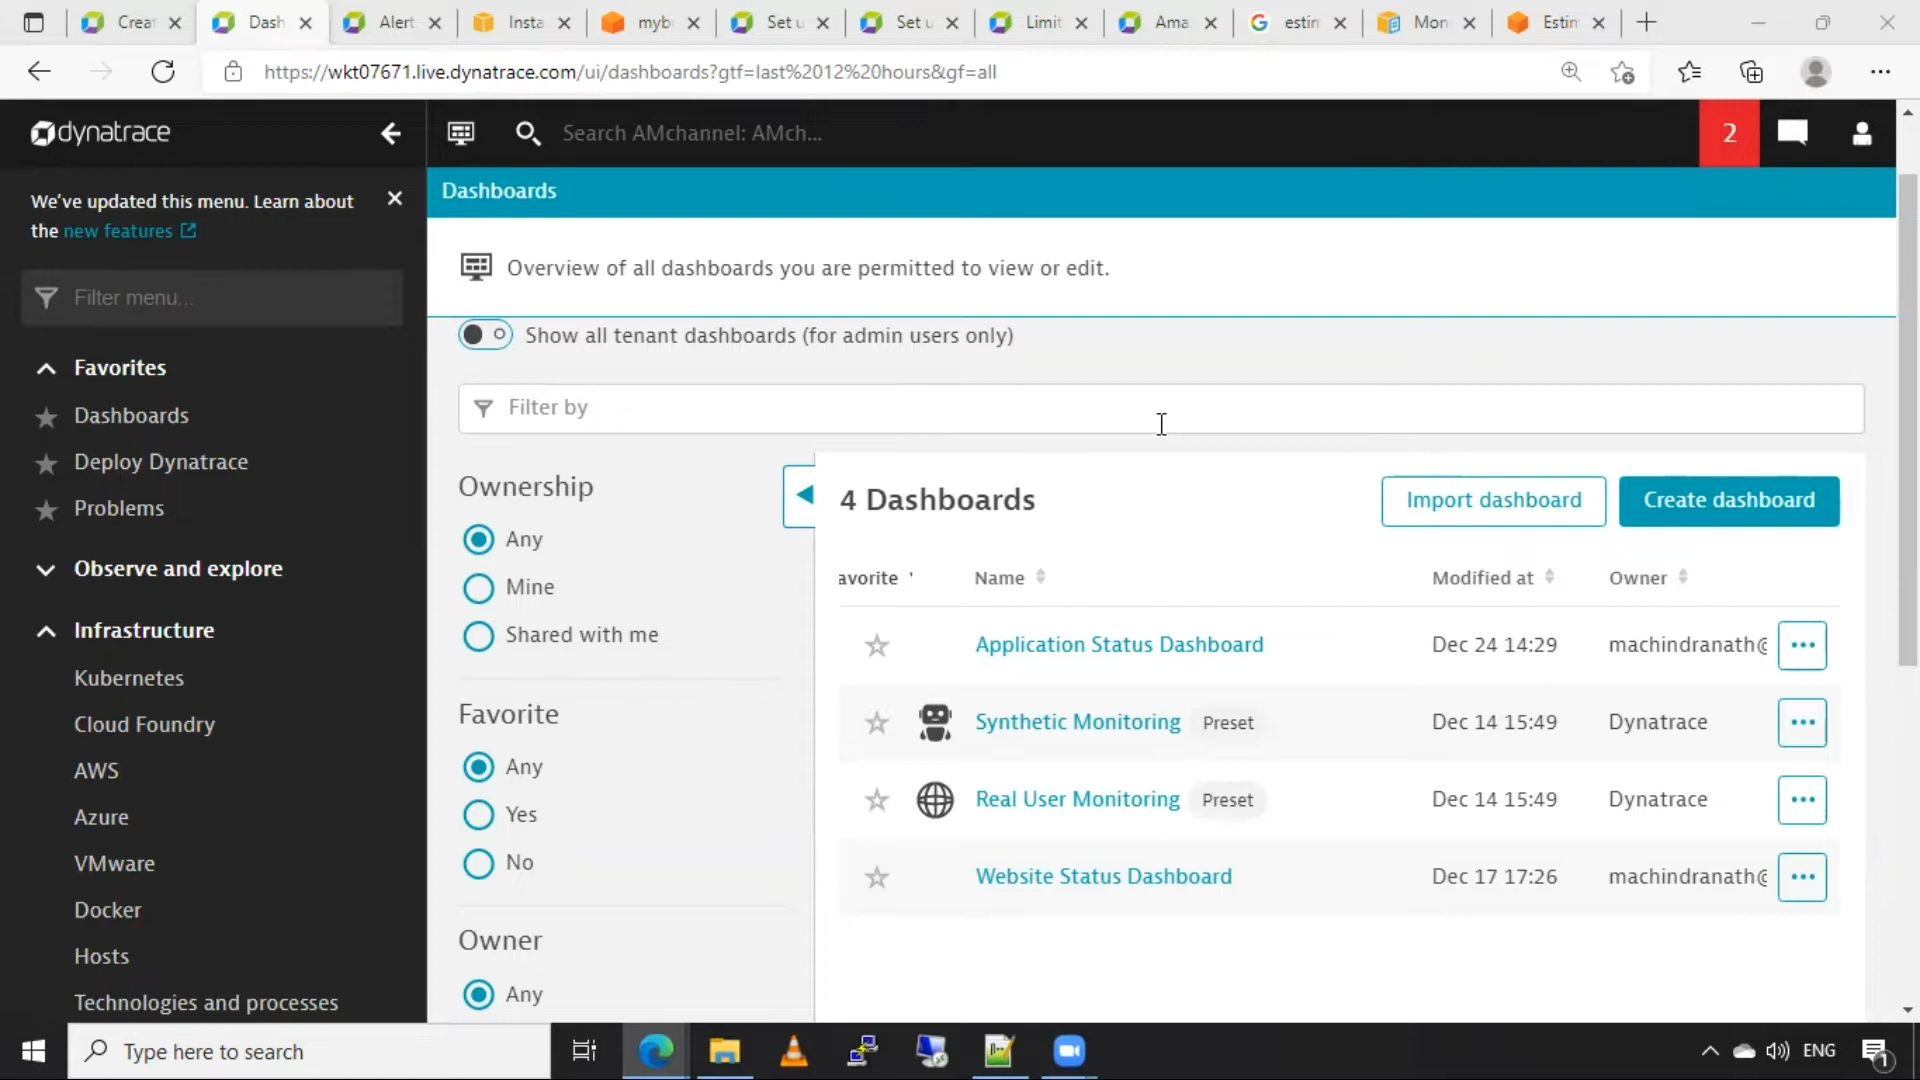 Creat
Dash
Alert
Insta
mybu
Set u
Set u
Limit
Ama
estim
Mon
Estim
https://wkt07671.live.dynatrace.com/ui/dashboards?gtf=last%2012%20hours&gf=all
dynatrace
Search AMchannel: AMch...
2
We've updated this menu. Learn about
the new features
Filter menu...
Favorites
Dashboards
Deploy Dynatrace
Problems
Observe and explore
Infrastructure
Kubernetes
Cloud Foundry
AWS
Azure
VMware
Docker
Hosts
Technologies and processes
Dashboards
Overview of all dashboards you are permitted to view or edit.
Show all tenant dashboards (for admin users only)
Filter by
Ownership
Any
Mine
Shared with me
Favorite
Any
Yes
No
Owner
Any
4 Dashboards
Import dashboard
Create dashboard
avorite Name Modified at Owner
Application Status Dashboard Dec 24 14:29 machindranath@
Synthetic Monitoring Preset Dec 14 15:49 Dynatrace
Real User Monitoring Preset Dec 14 15:49 Dynatrace
Website Status Dashboard Dec 17 17:26 machindranath@
Type here to search
ENG
1